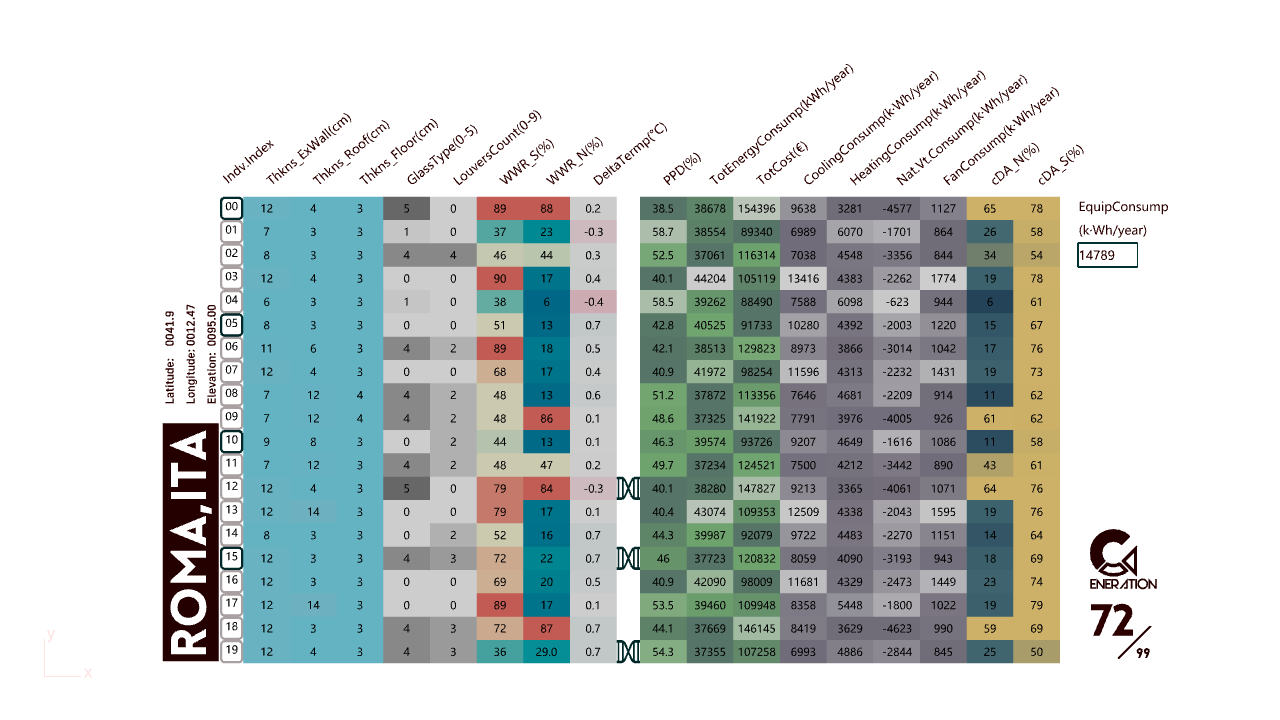 Indv.Index Thkns_ExWall(cm) Thkns_Roof(cm) Thkns_Floor(cm) GlassType(0-5) LouversCount(0-9) WWR_S(%) WWR_N(%) DeltaTermp(°C) PPD(%) TotEnergyConsump(kWh/year) TotCost(€) CoolingConsump(k·Wh/year) HeatingConsump(k·Wh/year) Nat.Vt.Consump(k·Wh/year) FanConsump(k·Wh/year) cDA_N(%) cDA_S(%)
00 12 4 3 5 0 89 88 0.2 38.5 38678 154396 9638 3281 -4577 1127 65 78
01 7 3 3 1 0 37 23 -0.3 58.7 38554 89340 6989 6070 -1701 864 26 58
02 8 3 3 4 4 46 44 0.3 52.5 37061 116314 7038 4548 -3356 844 34 54
03 12 4 3 0 0 90 17 0.4 40.1 44204 105119 13416 4383 -2262 1774 19 78
04 6 3 3 1 0 38 6 -0.4 58.5 39262 88490 7588 6098 -623 944 6 61
05 8 3 3 0 0 51 13 0.7 42.8 40525 91733 10280 4392 -2003 1220 15 67
06 11 6 3 4 2 89 18 0.5 42.1 38513 129823 8973 3866 -3014 1042 17 76
07 12 4 3 0 0 68 17 0.4 40.9 41972 98254 11596 4313 -2232 1431 19 73
08 7 12 4 4 2 48 13 0.6 51.2 37872 113356 7646 4681 -2209 914 11 62
09 7 12 4 4 2 48 86 0.1 48.6 37325 141922 7791 3976 -4005 926 61 62
10 9 8 3 0 2 44 13 0.1 46.3 39574 93726 9207 4649 -1616 1086 11 58
11 7 12 3 4 2 48 47 0.2 49.7 37234 124521 7500 4212 -3442 890 43 61
12 12 4 3 5 0 79 84 -0.3 40.1 38280 147827 9213 3365 -4061 1071 64 76
13 12 14 3 0 0 79 17 0.1 40.4 43074 109353 12509 4338 -2043 1595 19 76
14 8 3 3 0 2 52 16 0.7 44.3 39987 92079 9722 4483 -2270 1151 14 64
15 12 3 3 4 3 72 22 0.7 46 37723 120832 8059 4090 -3193 943 18 69
16 12 3 3 0 0 69 20 0.5 40.9 42090 98009 11681 4329 -2473 1449 23 74
17 12 14 3 0 0 89 17 0.1 53.5 39460 109948 8358 5448 -1800 1022 19 79
18 12 3 3 4 3 72 87 0.7 44.1 37669 146145 8419 3629 -4623 990 59 69
19 12 4 3 4 3 36 29.0 0.7 54.3 37355 107258 6993 4886 -2844 845 25 50
EquipConsump
(k·Wh/year)
14789
Latitude: 0041.9
Longitude: 0012.47
Elevation: 0095.00
ROMA,ITA
y
x
ENERATION
72/99